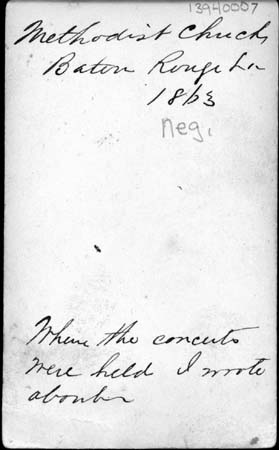 13940007
Methodist Church
Baton Rouge La
1863
Neg.
Where the concerts
were held I wrote
about